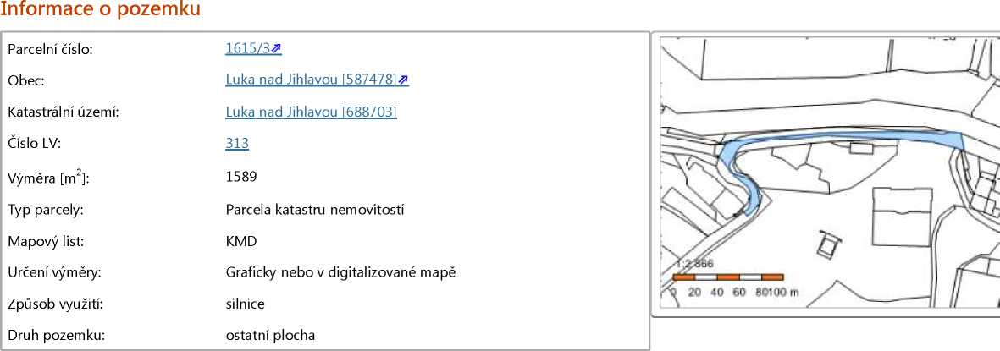 Informace o pozemku
Parcelní číslo: 1615/3
Obec: Luka nad Jihlavou [587478]
Katastrální území: Luka nad Jihlavou [688703]
Číslo LV: 313
Výměra [m²]: 1589
Typ parcely: Parcela katastru nemovitostí
Mapový list: KMD
Určení výměry: Graficky nebo v digitalizované mapě
Způsob využití: silnice
Druh pozemku: ostatní plocha
1:2 866
0 20 40 60 80100 m